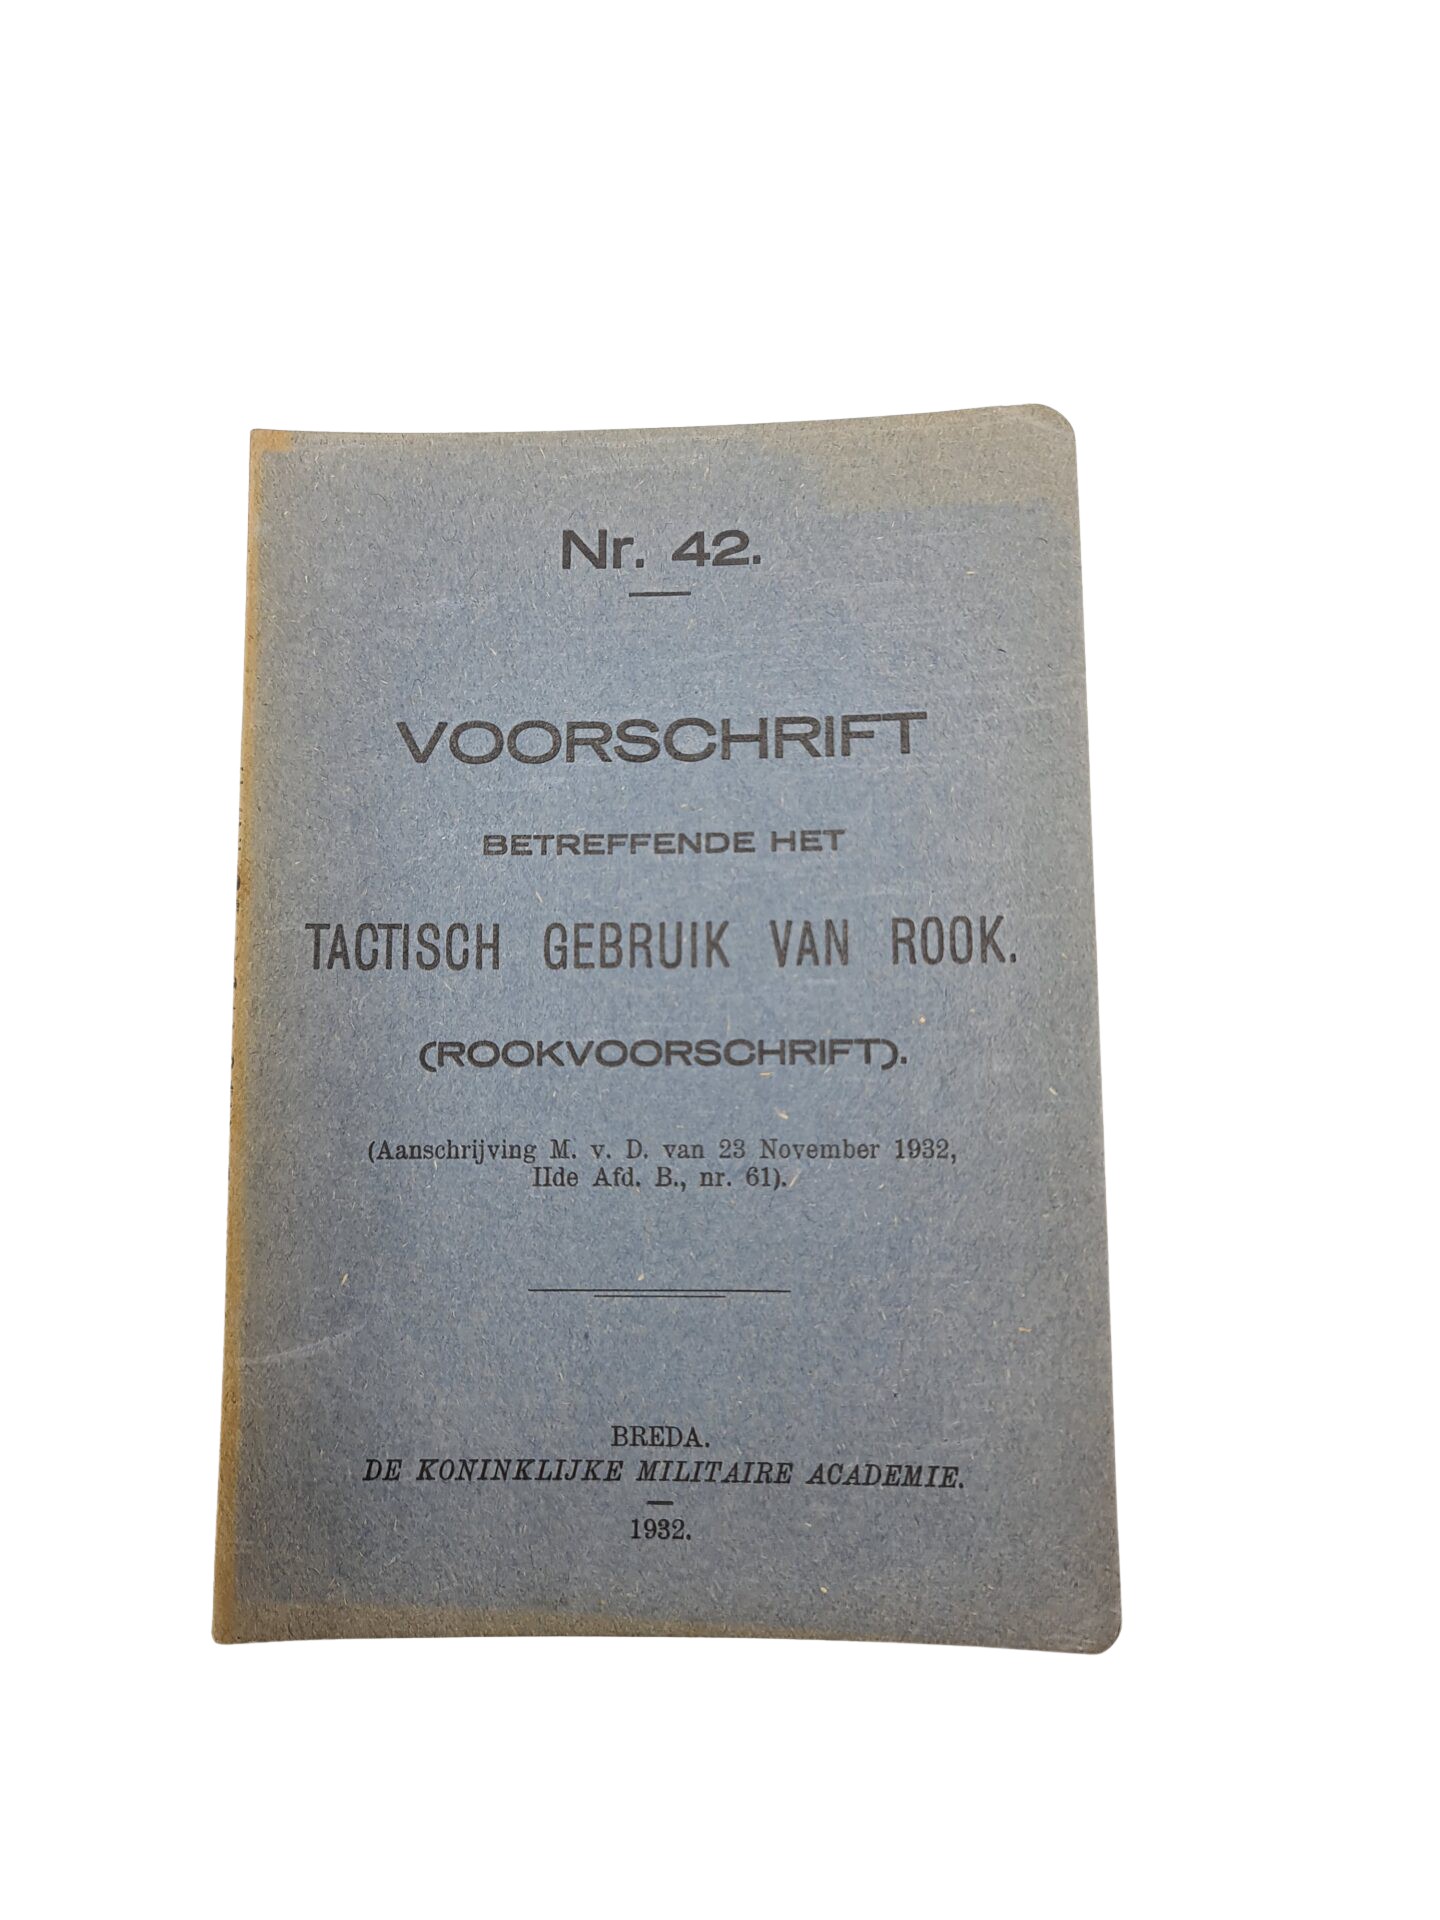 Nr. 42.
VOORSCHRIFT
BETREFFENDE HET
TACTISCH GEBRUIK VAN ROOK.
(ROOKVOORSCHRIFT).
(Aanschrijving M. v. D. van 23 November 1932,
IIde Afd. B., nr. 61).
BREDA.
DE KONINKLIJKE MILITAIRE ACADEMIE.
1932.